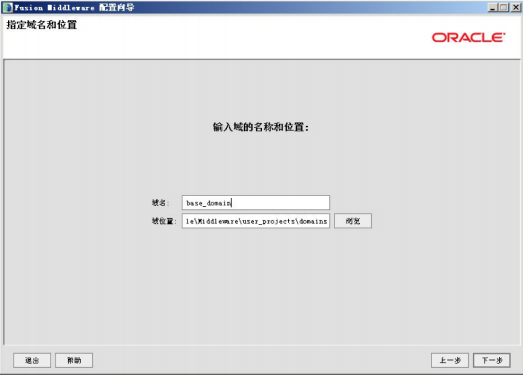 Fusion Middleware 配置向导
指定域名和位置
ORACLE
输入域的名称和位置:
域名: base_domain
域位置: le\Middleware\user_projects\domains 浏览
退出 帮助 上一步 下一步